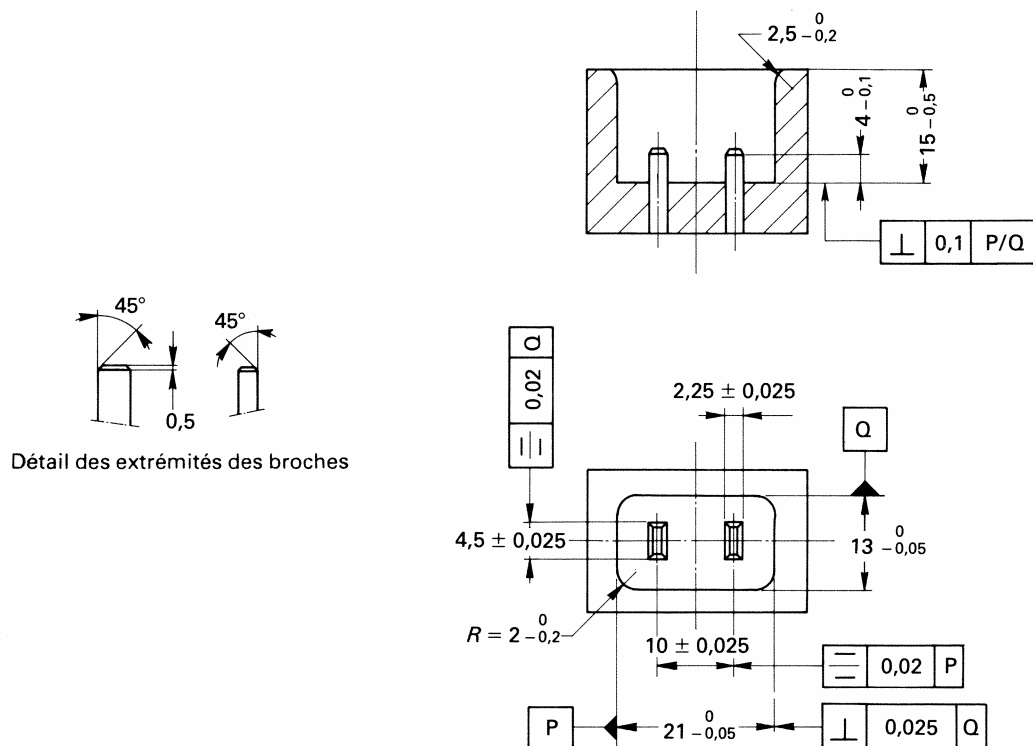 2,5 0 −0,2
4 0 −0,1
15 0 −0,5
⊥ 0,1 P/Q
45°
45°
0,5
Détail des extrémités des broches
0,02 Q
2,25 ± 0,025
Q
4,5 ± 0,025
13 0 −0,05
R = 2 0 −0,2
10 ± 0,025
0,02 P
P
21 0 −0,05
⊥ 0,025 Q